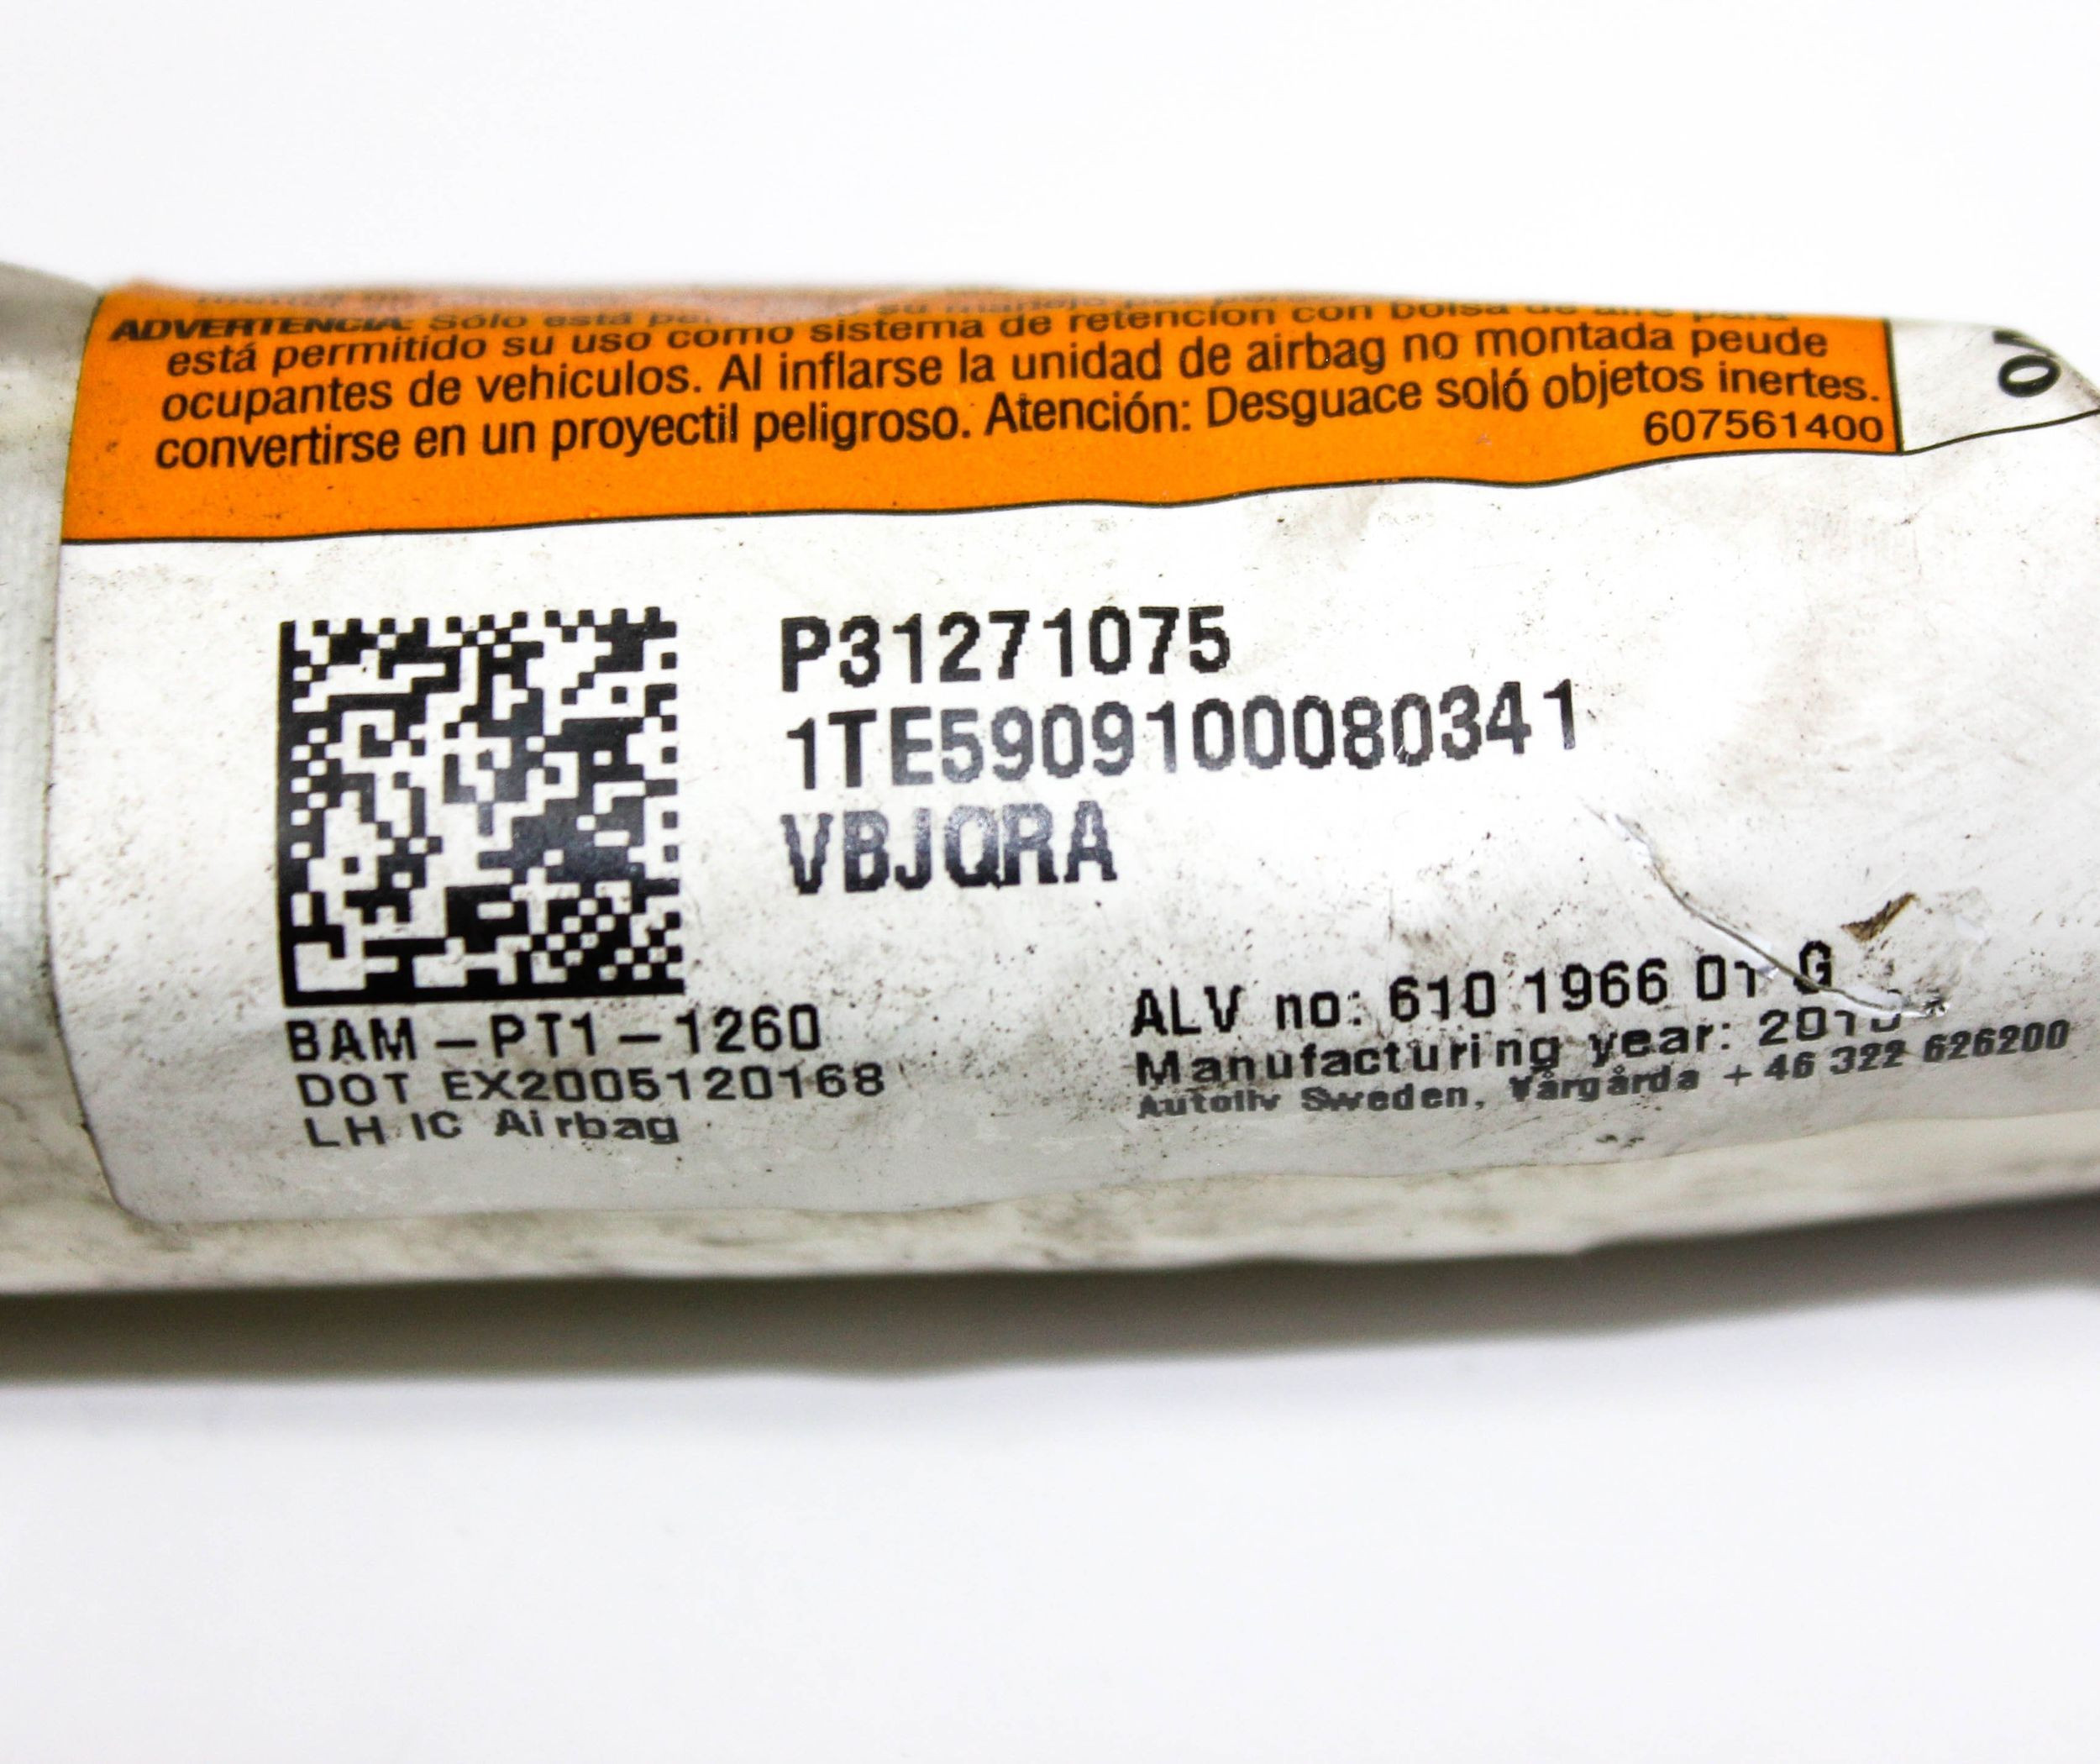 ADVERTENCIA: Sólo está
su manejo por
está permitido su uso como sistema de retención con bolsa de aire para
ocupantes de vehiculos. Al inflarse la unidad de airbag no montada peude
convertirse en un proyectil peligroso. Atención: Desguace soló objetos inertes.
607561400
P31271075
1TE5909100080341
VBJQRA
BAM-PT1-1260
DOT EX2005120168
LH IC Airbag
ALV no: 610 1966 01 G
Manufacturing year:
Autoliv Sweden, Vårgårda +46 322 626200